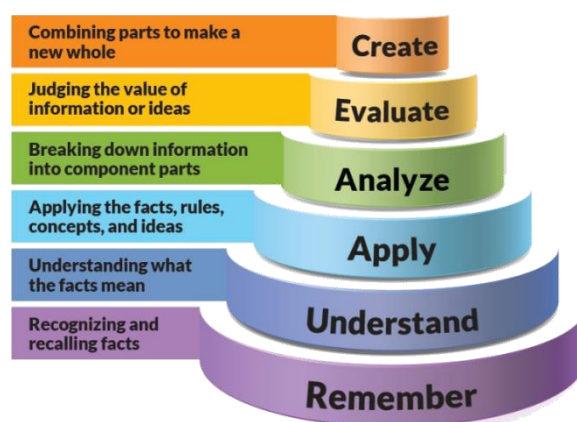 Combining parts to make a
new whole
Create
Judging the value of
information or ideas
Evaluate
Breaking down information
into component parts
Analyze
Applying the facts, rules,
concepts, and ideas
Apply
Understanding what
the facts mean
Understand
Recognizing and
recalling facts
Remember